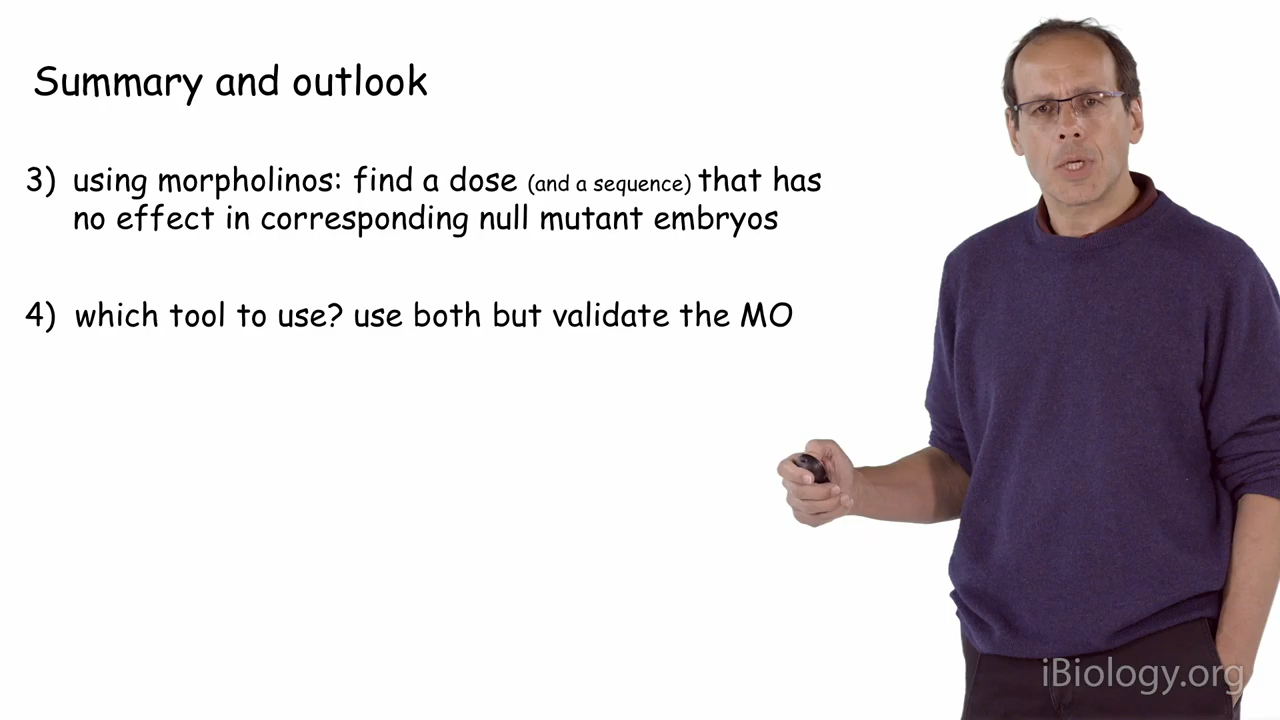 Summary and outlook
3) using morpholinos: find a dose (and a sequence) that has
no effect in corresponding null mutant embryos
4) which tool to use? use both but validate the MO
iBiology.org